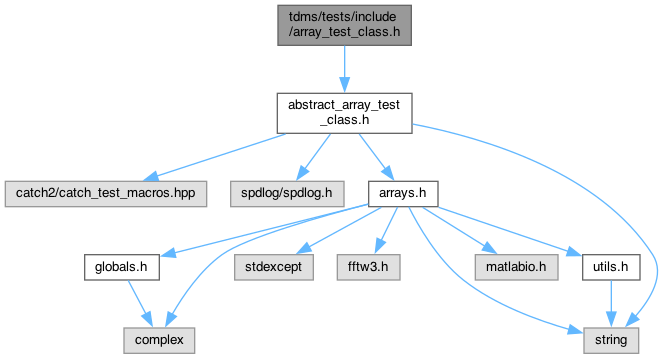 tdms/tests/include
/array_test_class.h
abstract_array_test
_class.h
catch2/catch_test_macros.hpp
spdlog/spdlog.h
arrays.h
globals.h
stdexcept
fftw3.h
matlabio.h
utils.h
complex
string